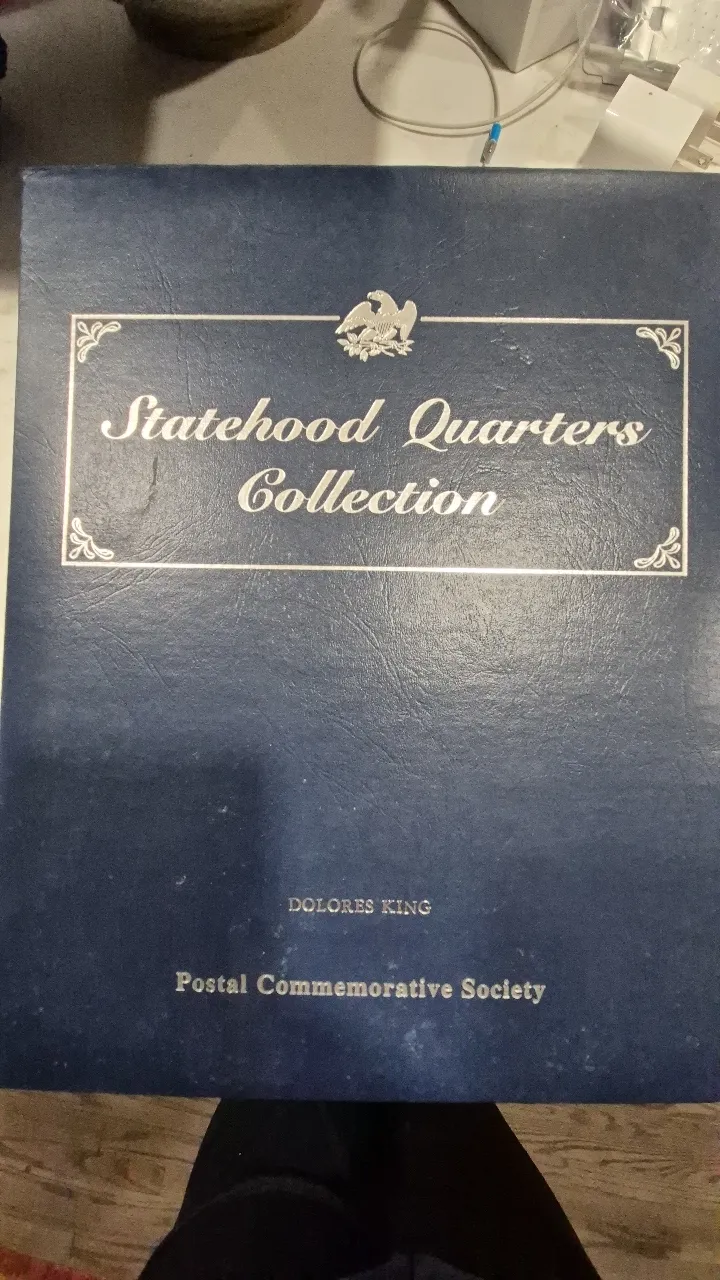 Statehood Quarters
Collection
DOLORES KING
Postal Commemorative Society